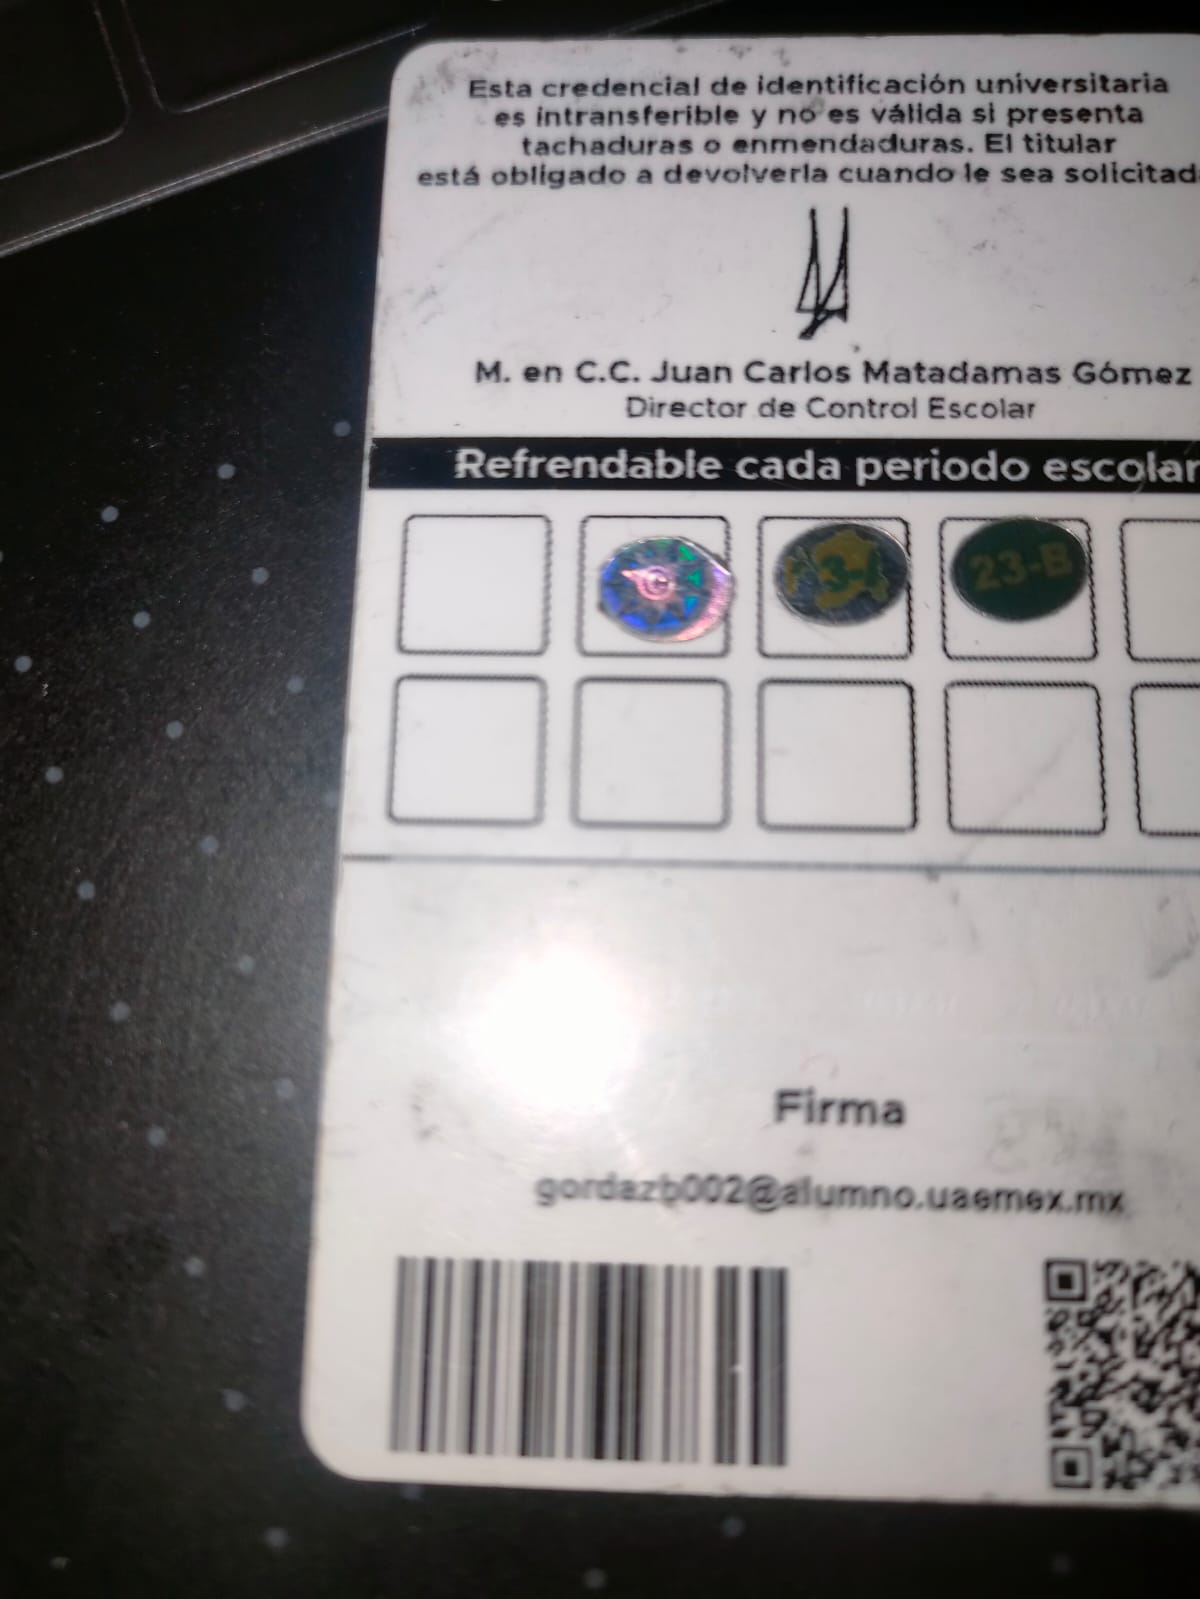 Esta credencial de identificación universitaria
es intransferible y no es válida si presenta
tachaduras o enmendaduras. El titular
está obligado a devolverla cuando le sea solicitad
M. en C.C. Juan Carlos Matadamas Gómez
Director de Control Escolar
Refrendable cada periodo escolar
23-B
Firma
gordazb002@alumno.uaemex.mx